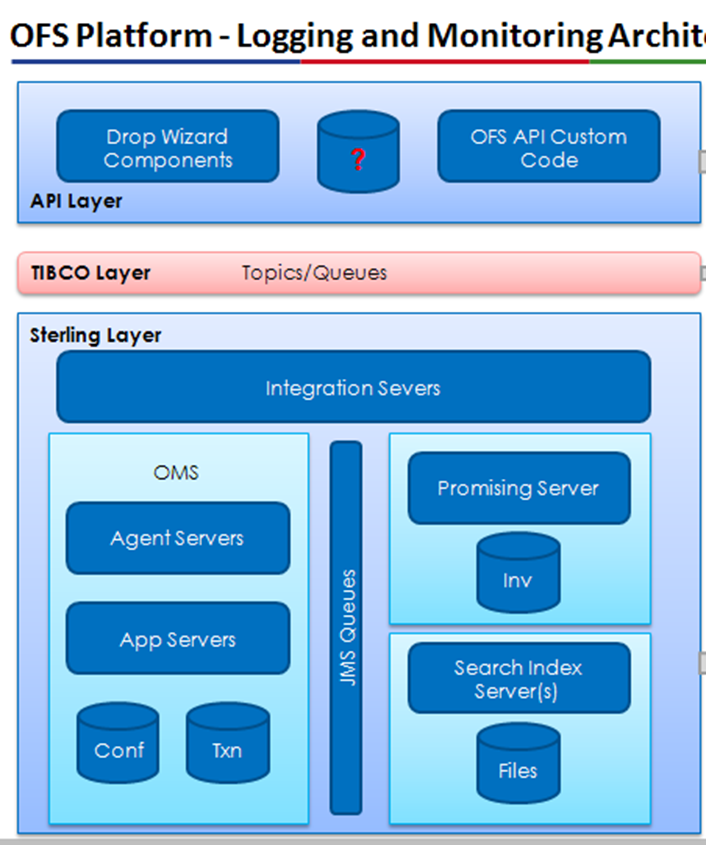 OFS Platform - Logging and Monitoring Archit
Drop Wizard
Components
?
OFS API Custom
Code
API Layer
TIBCO Layer
Topics/Queues
Sterling Layer
Integration Severs
OMS
Agent Servers
App Servers
Conf
Txn
JMS Queues
Promising Server
Inv
Search Index
Server(s)
Files